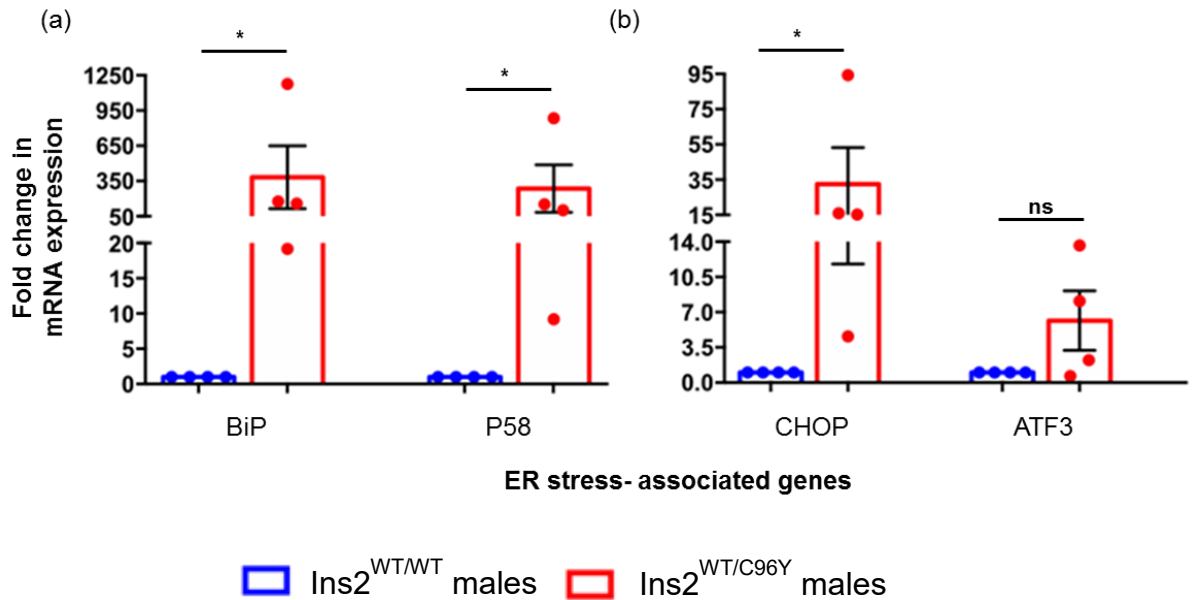 (a)
(b)
Fold change in
mRNA expression
*
*
1250
950
650
350
50
20
15
10
5
0
BiP
P58
*
ns
95
75
55
35
15
14.0
10.5
7.0
3.5
0.0
CHOP
ATF3
ER stress- associated genes
Ins2WT/WT males
Ins2WT/C96Y males